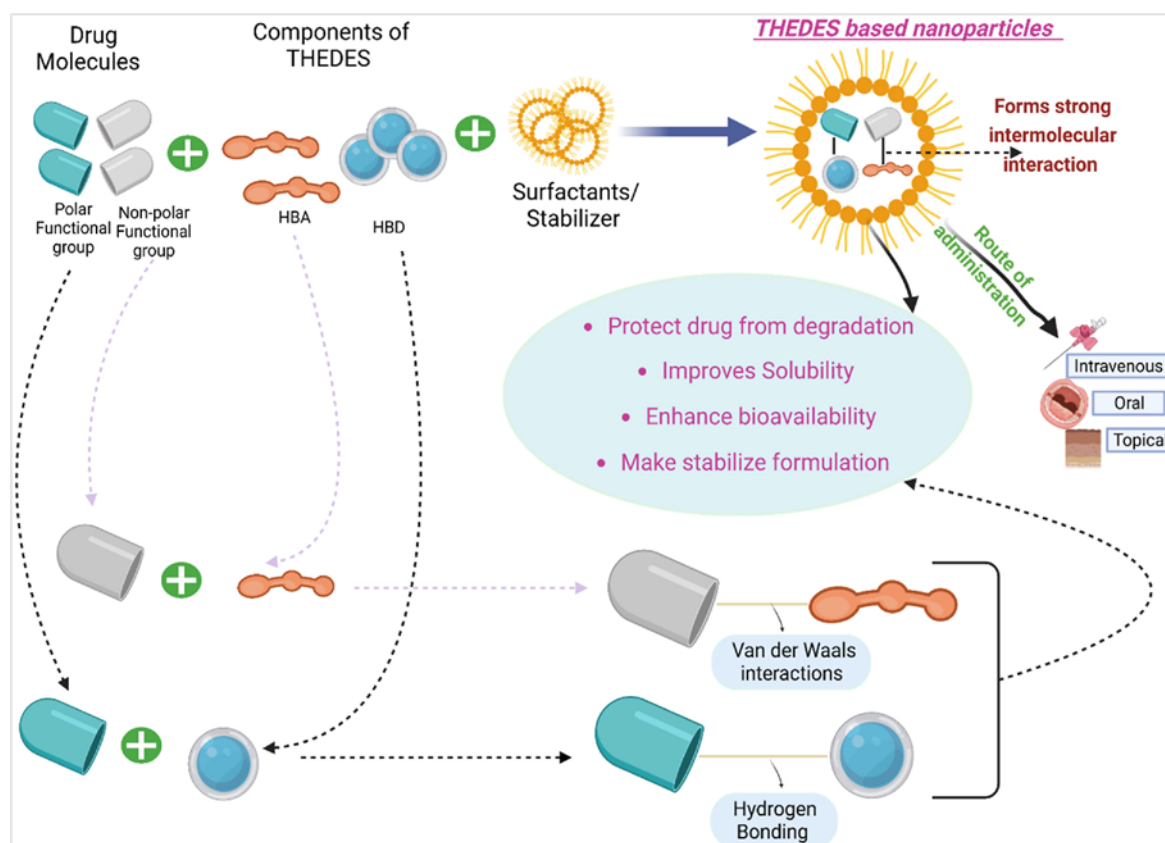 Drug
Molecules
Components of
THEDES
THEDES based nanoparticles
Polar
Functional
group
Non-polar
Functional
group
HBA
HBD
Surfactants/
Stabilizer
Forms strong
intermolecular
interaction
Route of
administration
• Protect drug from degradation
• Improves Solubility
• Enhance bioavailability
• Make stabilize formulation
Intravenous
Oral
Topical
Van der Waals
interactions
Hydrogen
Bonding